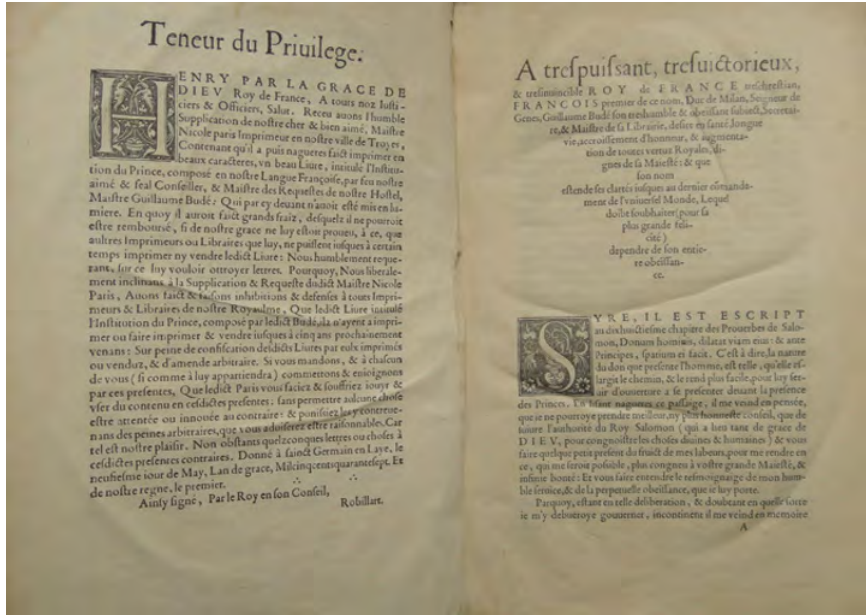 Teneur du Priuilege.
HENRY PAR LA GRACE DE
DIEV Roy de France, A tous noz Iusti-
ciers & Officiers, Salut. Receu auons l'humble
Supplication de nostre cher & bien aimé, Maistre
Nicole paris Imprimeur en nostre ville de Troyes,
Contenant qu'il a puis nagueres faict imprimer en
beaux caracteres, vn beau Liure, intitulé l'Institu-
tion du Prince, composé en nostre Langue Françoise, par feu nostre
aimé & feal Conseiller, & Maistre des Requestes de nostre Hostel,
Maistre Guillaume Budé: Qui par cy deuant n'auoit esté mis en lu-
miere. En quoy il auroit faict grands fraiz, desquelz il ne pourroit
estre remboursé, si de nostre grace ne luy estoit proueu, à ce, que
aultres Imprimeurs ou Libraires que luy, ne puissent iusques à certain
temps imprimer ny vendre ledict Liure: Nous humblement reque-
rant, sur ce luy vouloir ottroyer lettres. Pourquoy, Nous liberale-
ment inclinans à la Supplication & Requeste dudict Maistre Nicole
Paris, Auons faict & faisons inhibitions & defenses à touts Impri-
meurs & Libraires de nostre Royaulme, Que ledict Liure intitulé
l'Institution du Prince, composé par ledict Budé, ilz n'ayent a impri-
mer ou faire imprimer & vendre iusques à cinq ans prochainement
venans: Sur peine de confiscation desdicts Liures par eulx imprimés
ou venduz, & d'amende arbitraire. Si vous mandons, & à chascun
de vous (si comme à luy appartiendra) commettons & enioignons
par ces presentes, Que ledict Paris vous faciez & souffriez iouyr &
vser du contenu en cesdictes presentes: sans permettre aulcune chose
estre attentée ou innouée au contraire: & punissiez les y contreue-
nans des peines arbitraires, que vous aduiserez estre raisonnables. Car
tel est nostre plaisir. Non obstants quelzconques lettres ou choses à
cesdictes presentes contraires. Donné à sainct Germain en Laye, le
neufiesme iour de May, Lan de grace, Milcinqcentsquarantesept. Et
de nostre regne, le premier.
Ainsy signé, Par le Roy en son Conseil,
Robillart.
A trespuissant, tresuictorieux,
& tresinuincible ROY de FRANCE treschrestian,
FRANCOIS premier de ce nom, Duc de Milan, Seigneur de
Genes, Guillaume Budé son treshumble & obeissant subiect, Secretai-
re, & Maistre de sa Librairie, desire en santé, longue
vie, accroissement d'honneur, & augmenta-
tion de toutes vertus Royales, di-
gnes de sa Maiesté: & que
son nom
estende ses clartés iusques au dernier cômande-
ment de l'vniuersel Monde, Lequel
doibt soubhaiter (pour sa
plus grande feli-
cité)
dependre de son entie-
re obeissan-
ce.
SYRE, IL EST ESCRIPT
au dixhuictiesme chapitre des Prouerbes de Salo-
mon, Donum hominis, dilatat viam eius: & ante
Principes, spatium ei facit. C'est à dire, la nature
du don que presente l'homme, est telle, qu'elle es-
largit le chemin, & le rend plus facile, pour luy ser-
uir d'ouuerture a se presenter deuant la presence
des Princes. En lisant nagueres ce passaige, il me veind en pensée,
que ie ne pourroye prendre meilleur, ny plus honneste conseil, que de
suiure l'authorité du Roy Salomon (qui a heu tant de grace de
DIEV, pour congnoistre les choses diuines & humaines) & vous
faire quelque petit present du fruict de mes labeurs, pour me rendre en
ce, qui me seroit possible, plus congneu à vostre grande Maiesté, &
infinie bonté: Et vous faire entendre le tesmoignaige de mon hum-
ble seruice, & de la perpetuelle obeissance, que ie luy porte.
Parquoy, estant en telle deliberation, & doubtant en quelle sorte
ie m'y debueroye gouuerner, incontinent il me veind en memoire
A